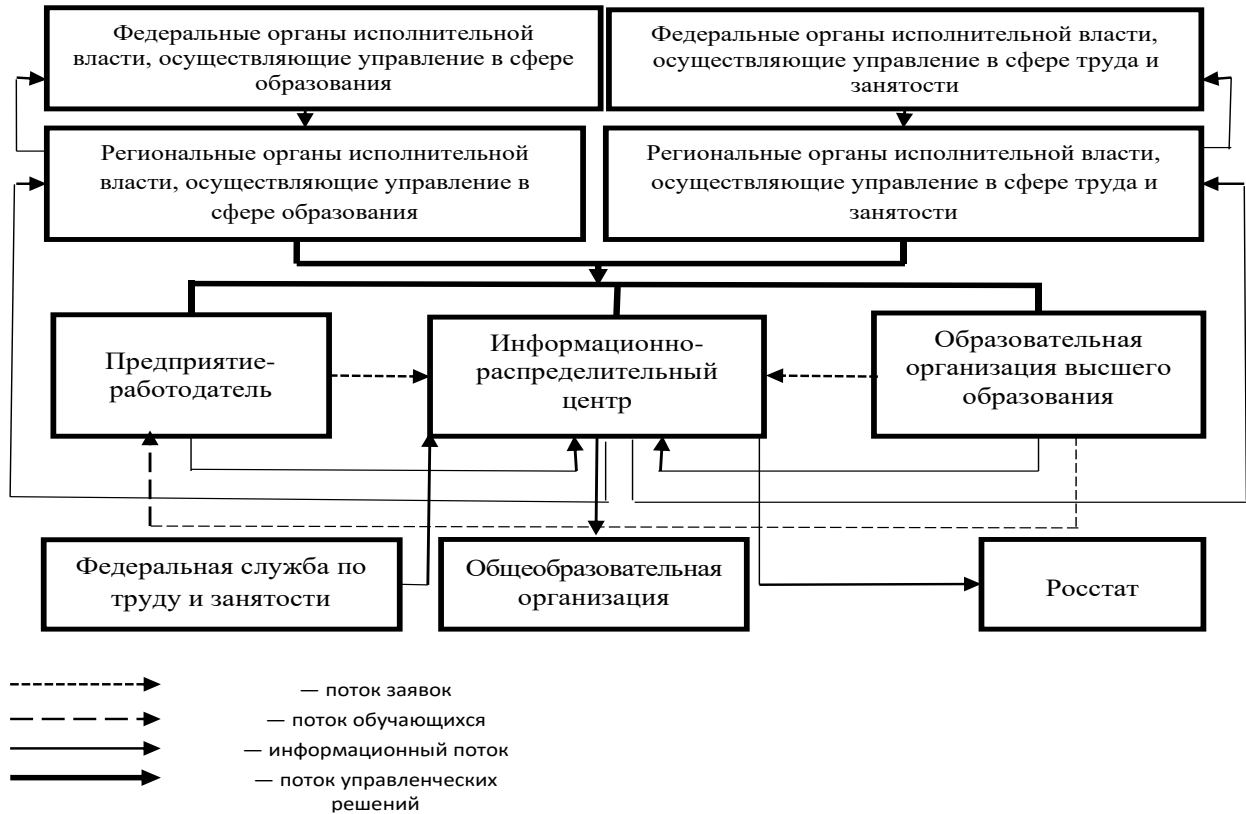 Федеральные органы исполнительной
власти, осуществляющие управление в сфере
образования
Федеральные органы исполнительной власти,
осуществляющие управление в сфере труда и
занятости
Региональные органы исполнительной
власти, осуществляющие управление в
сфере образования
Региональные органы исполнительной власти,
осуществляющие управление в сфере труда и
занятости
Предприятие-
работодатель
Информационно-
распределительный
центр
Образовательная
организация высшего
образования
Федеральная служба по
труду и занятости
Общеобразовательная
организация
Росстат
— поток заявок
— поток обучающихся
— информационный поток
— поток управленческих
решений